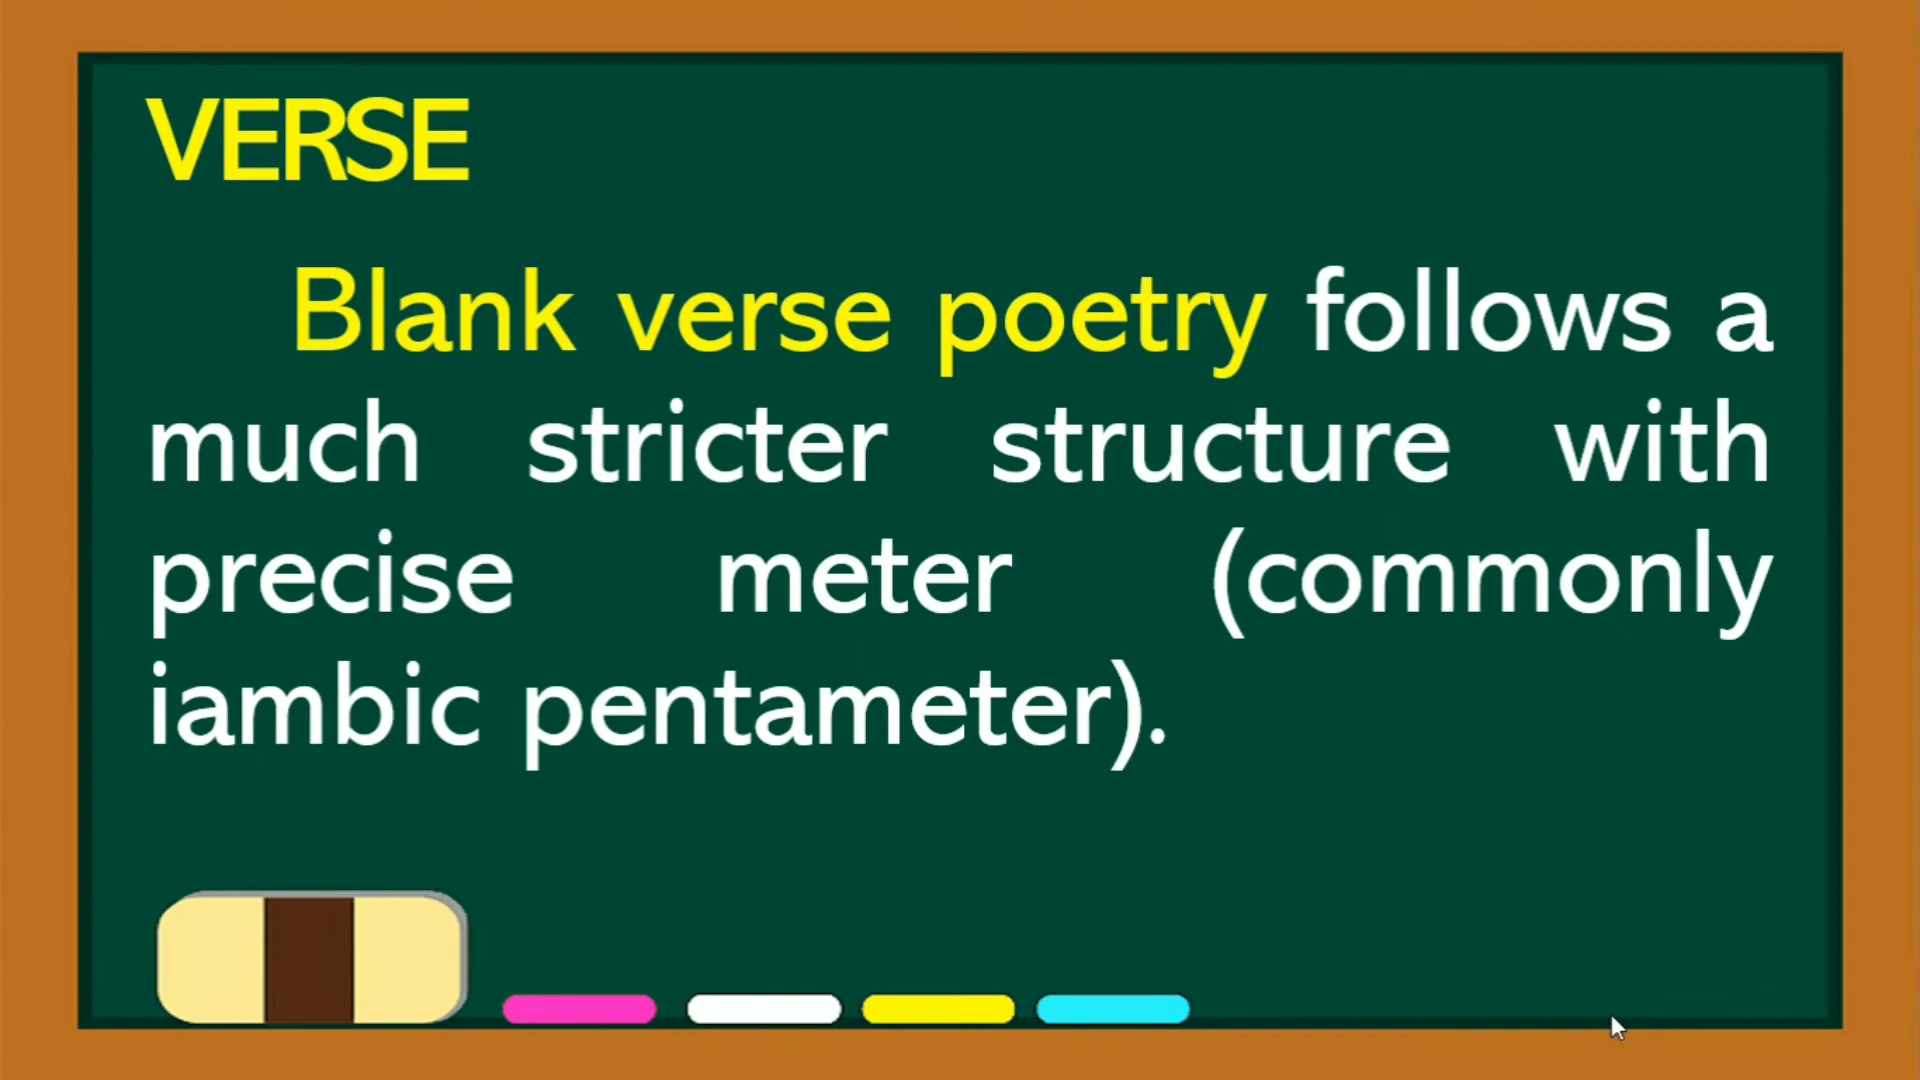 VERSE
Blank verse poetry follows a
much stricter structure with
precise meter (commonly
iambic pentameter).